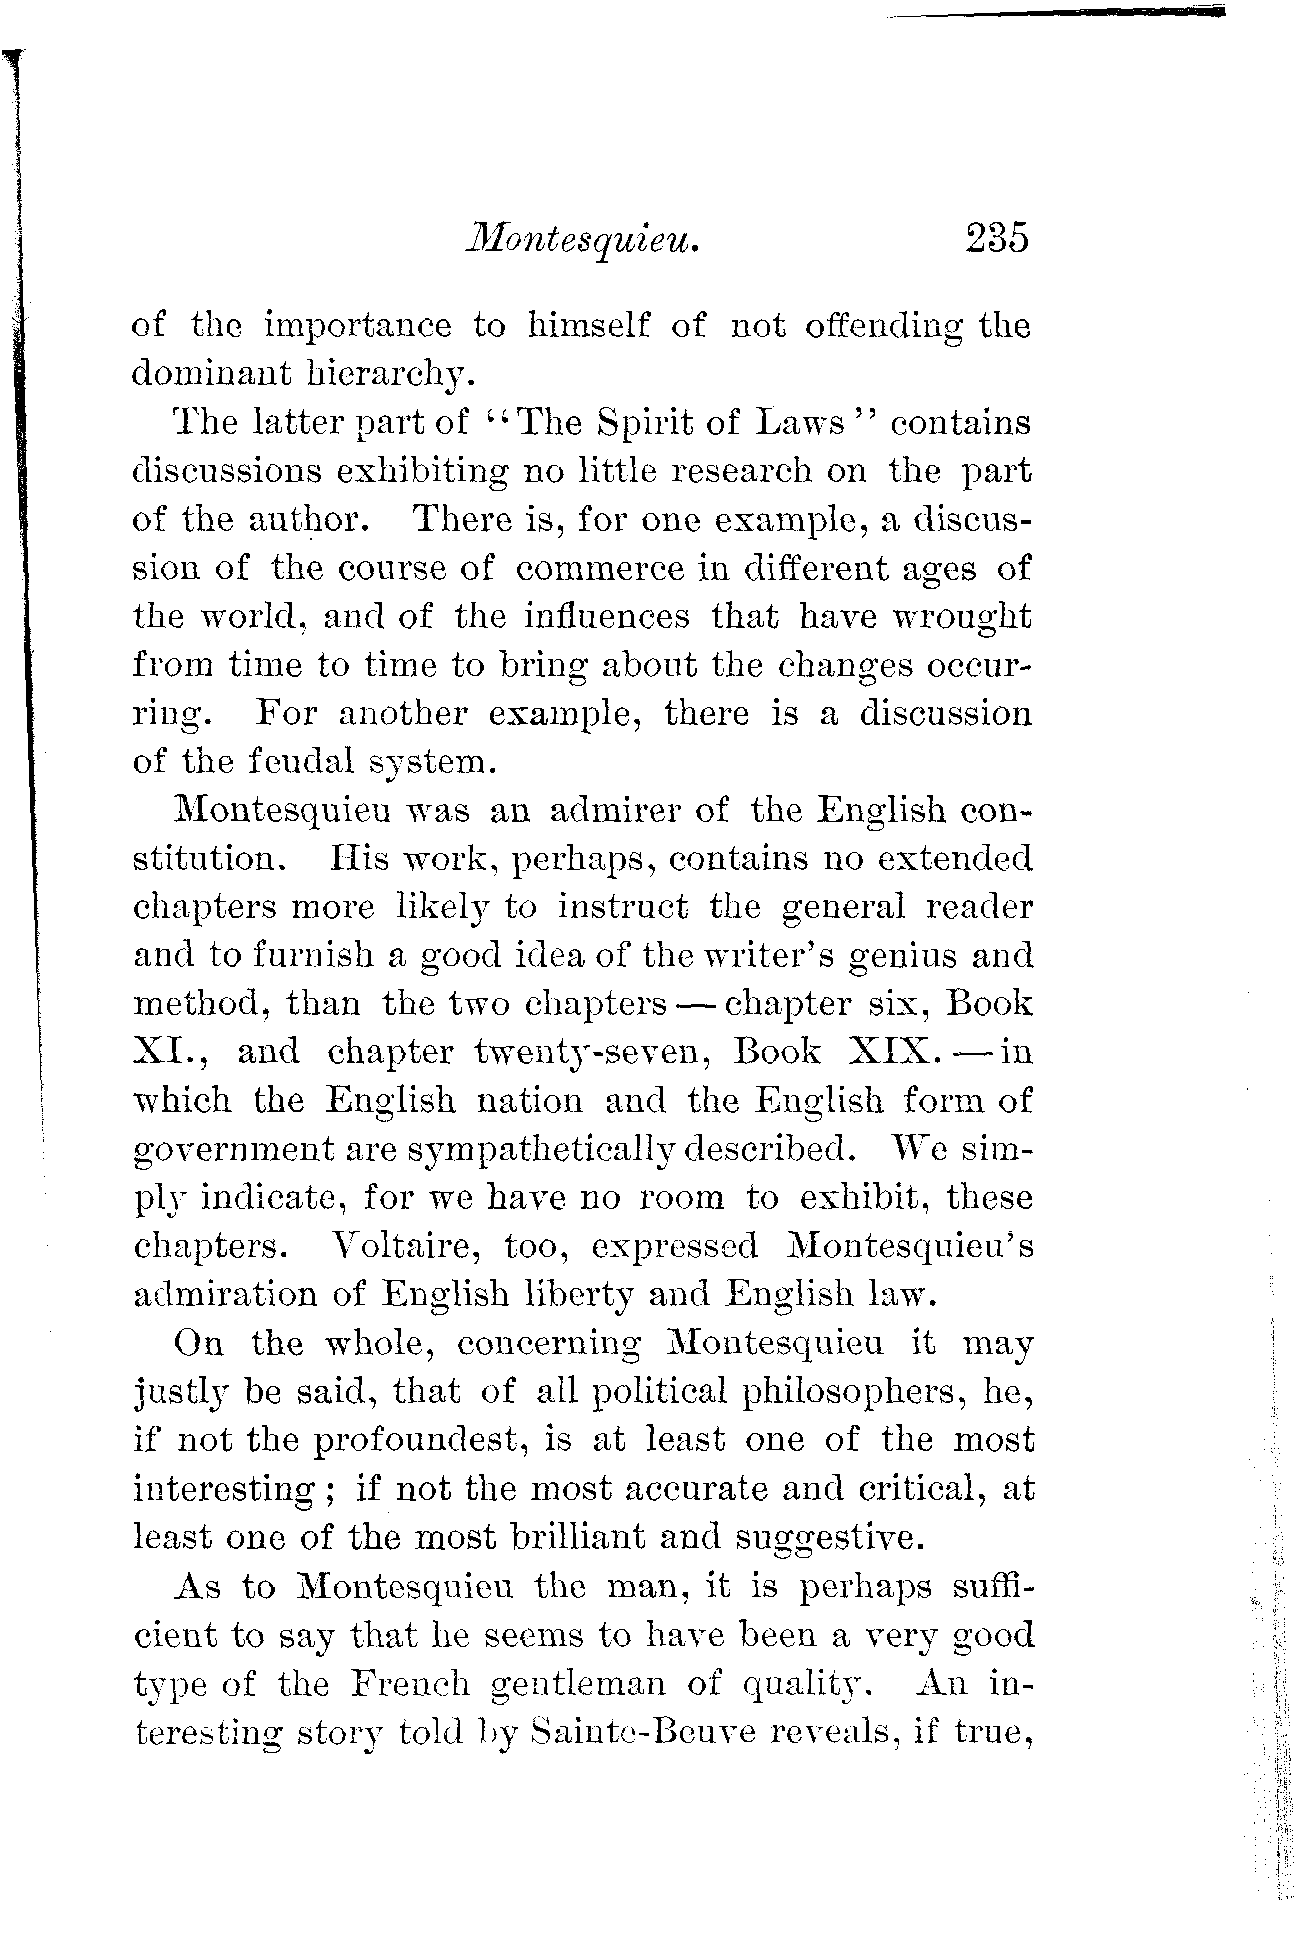 Montesquieu. 235
of the importance to himself of not offending the
dominant hierarchy.
The latter part of "The Spirit of Laws" contains
discussions exhibiting no little research on the part
of the author. There is, for one example, a discus-
sion of the course of commerce in different ages of
the world, and of the influences that have wrought
from time to time to bring about the changes occur-
ring. For another example, there is a discussion
of the feudal system.
Montesquieu was an admirer of the English con-
stitution. His work, perhaps, contains no extended
chapters more likely to instruct the general reader
and to furnish a good idea of the writer's genius and
method, than the two chapters — chapter six, Book
XI., and chapter twenty-seven, Book XIX. — in
which the English nation and the English form of
government are sympathetically described. We sim-
ply indicate, for we have no room to exhibit, these
chapters. Voltaire, too, expressed Montesquieu's
admiration of English liberty and English law.
On the whole, concerning Montesquieu it may
justly be said, that of all political philosophers, he,
if not the profoundest, is at least one of the most
interesting; if not the most accurate and critical, at
least one of the most brilliant and suggestive.
As to Montesquieu the man, it is perhaps suffi-
cient to say that he seems to have been a very good
type of the French gentleman of quality. An in-
teresting story told by Sainte-Beuve reveals, if true,